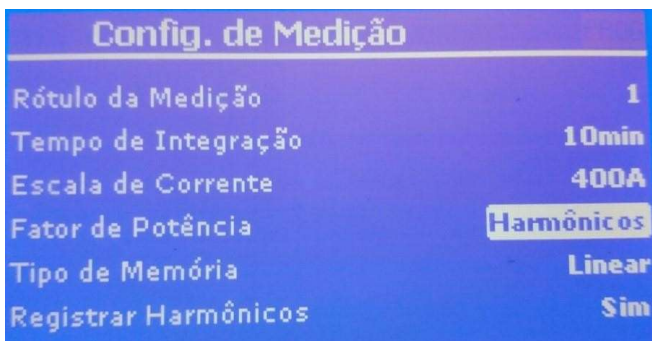 Config. de Medição
Rótulo da Medição 1
Tempo de Integração 10min
Escala de Corrente 400A
Fator de Potência Harmônicos
Tipo de Memória Linear
Registrar Harmônicos Sim